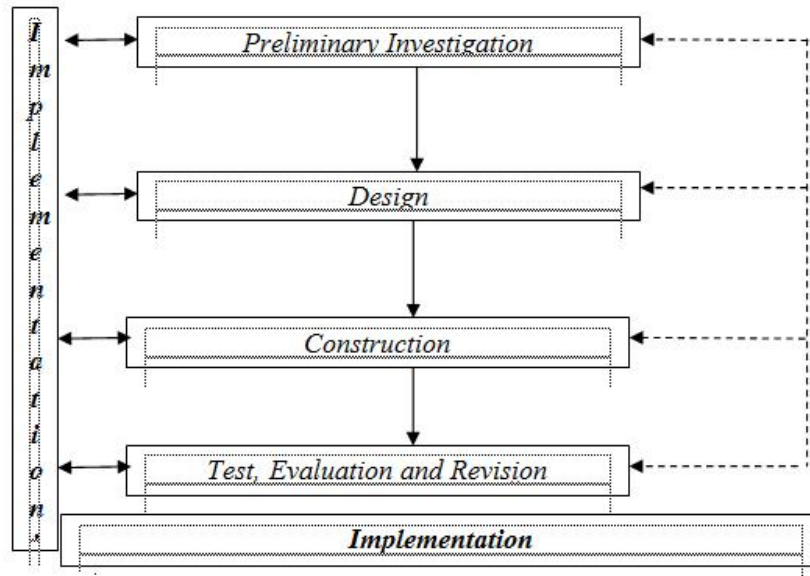 Implementation,
Preliminary Investigation
Design
Construction
Test, Evaluation and Revision
Implementation